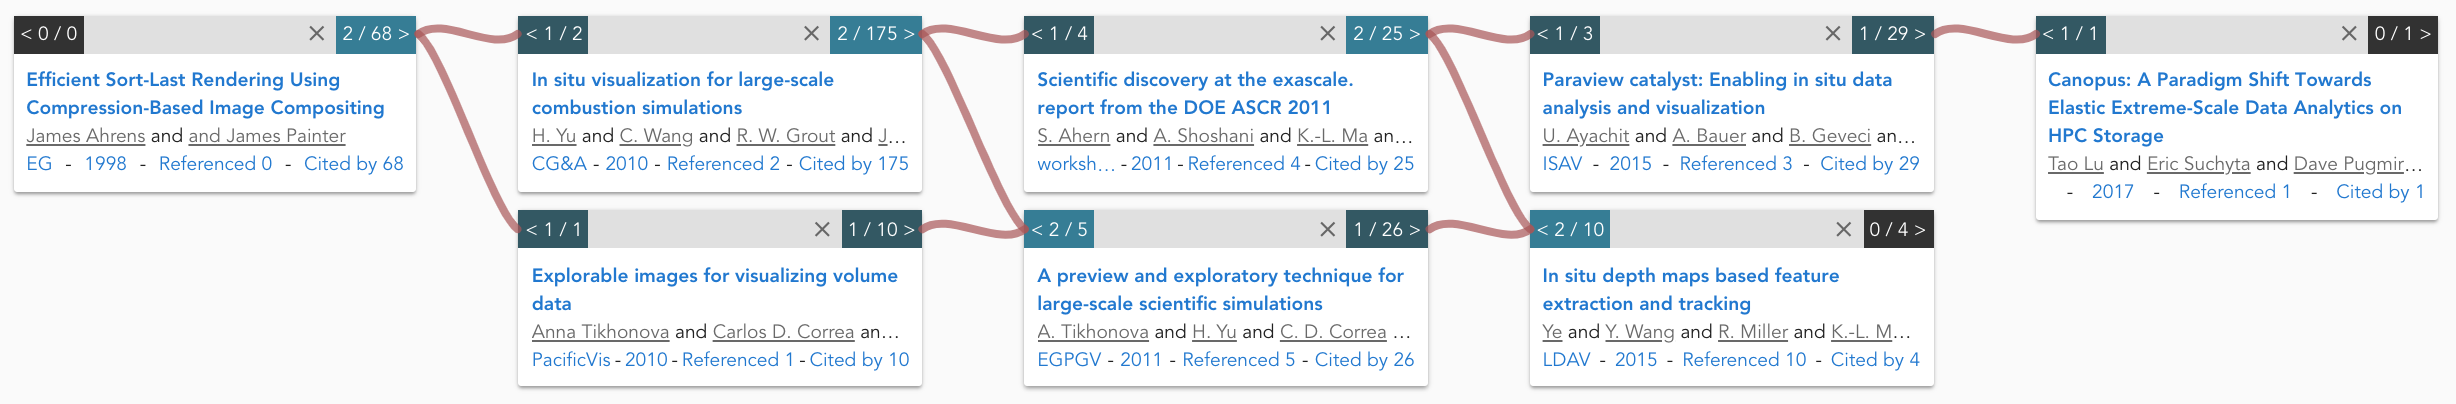 < 0 / 0 × 2 / 68 >
Efficient Sort-Last Rendering Using
Compression-Based Image Compositing
James Ahrens and and James Painter
EG - 1998 - Referenced 0 - Cited by 68
< 1 / 2 × 2 / 175 >
In situ visualization for large-scale
combustion simulations
H. Yu and C. Wang and R. W. Grout and J...
CG&A - 2010 - Referenced 2 - Cited by 175
< 1 / 1 × 1 / 10 >
Explorable images for visualizing volume
data
Anna Tikhonova and Carlos D. Correa an...
PacificVis - 2010 - Referenced 1 - Cited by 10
< 1 / 4 × 2 / 25 >
Scientific discovery at the exascale.
report from the DOE ASCR 2011
S. Ahern and A. Shoshani and K.-L. Ma an...
worksh... - 2011 - Referenced 4 - Cited by 25
< 2 / 5 × 1 / 26 >
A preview and exploratory technique for
large-scale scientific simulations
A. Tikhonova and H. Yu and C. D. Correa ...
EGPGV - 2011 - Referenced 5 - Cited by 26
< 1 / 3 × 1 / 29 >
Paraview catalyst: Enabling in situ data
analysis and visualization
U. Ayachit and A. Bauer and B. Geveci an...
ISAV - 2015 - Referenced 3 - Cited by 29
< 2 / 10 × 0 / 4 >
In situ depth maps based feature
extraction and tracking
Ye and Y. Wang and R. Miller and K.-L. M...
LDAV - 2015 - Referenced 10 - Cited by 4
< 1 / 1 × 0 / 1 >
Canopus: A Paradigm Shift Towards
Elastic Extreme-Scale Data Analytics on
HPC Storage
Tao Lu and Eric Suchyta and Dave Pugmir...
- 2017 - Referenced 1 - Cited by 1